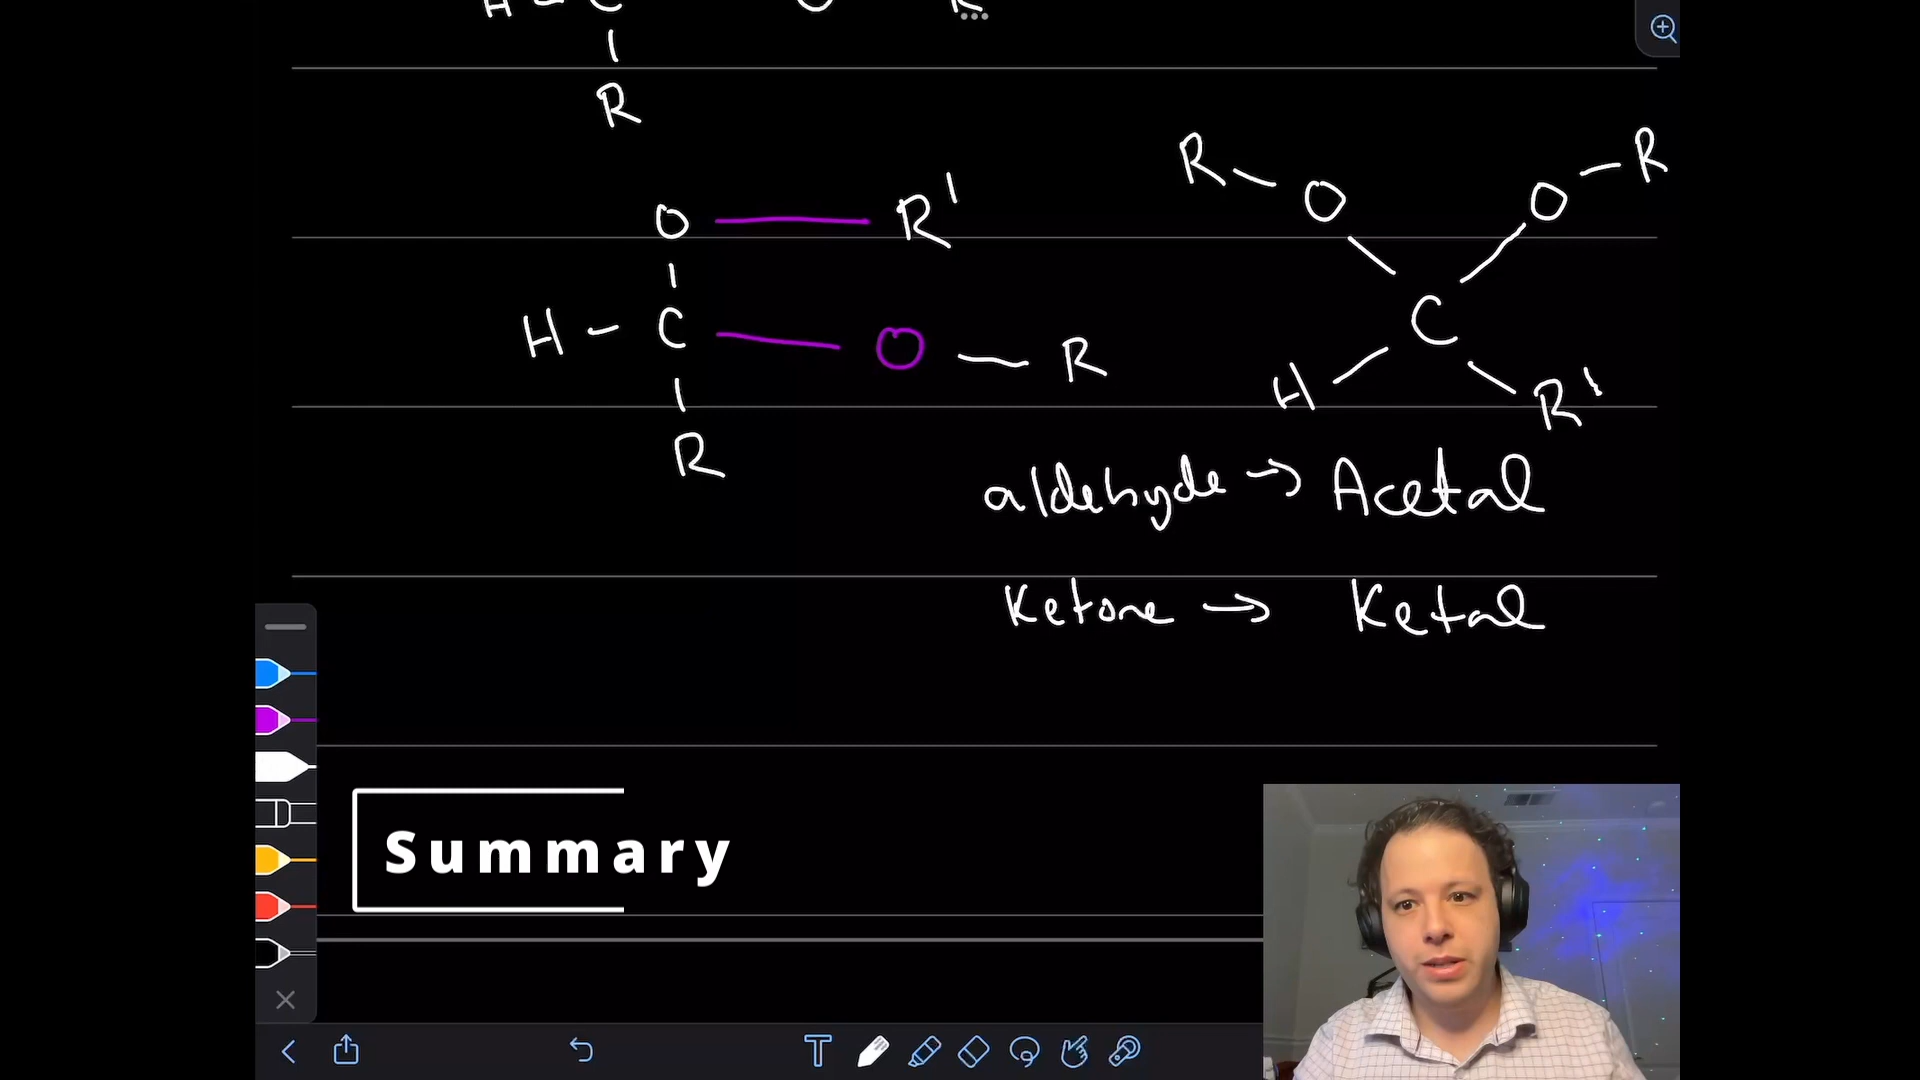 H - C O R
R
R - O O - R
O — R'
H - C — O — R
C
H R'
R
aldehyde → Acetal
Ketone → Ketal
Summary
T